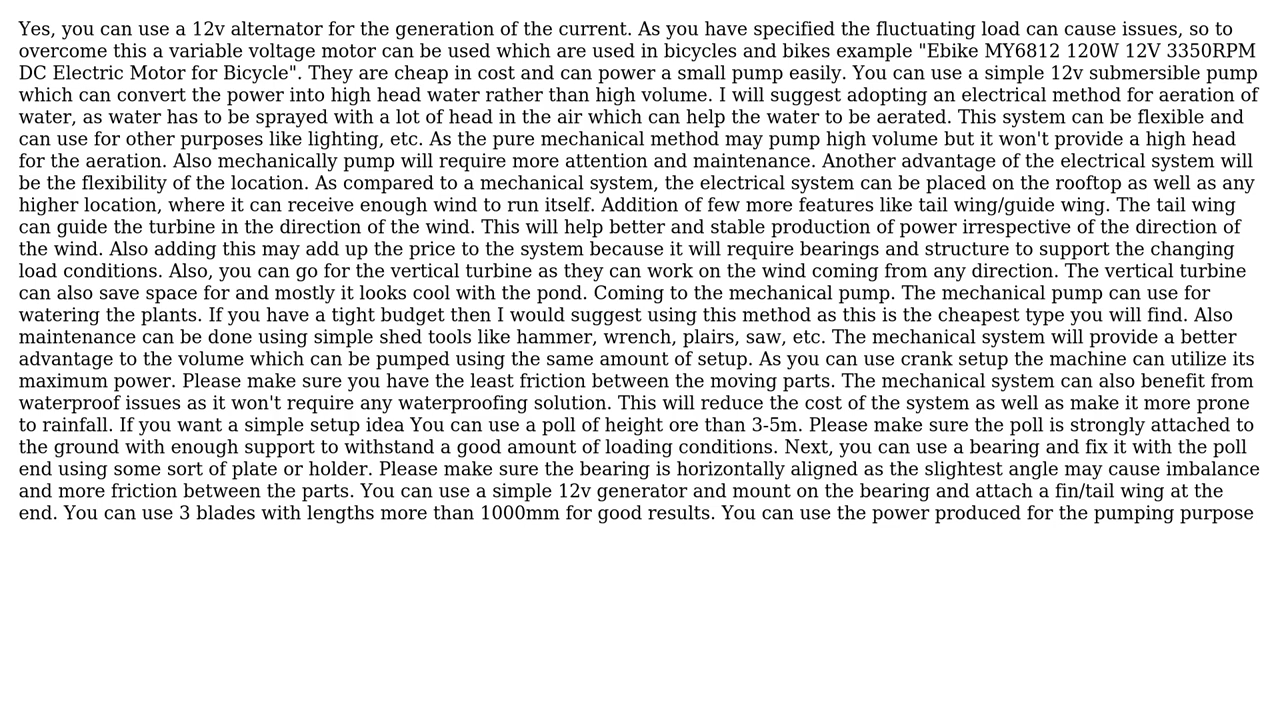 Yes, you can use a 12v alternator for the generation of the current. As you have specified the fluctuating load can cause issues, so to
overcome this a variable voltage motor can be used which are used in bicycles and bikes example "Ebike MY6812 120W 12V 3350RPM
DC Electric Motor for Bicycle". They are cheap in cost and can power a small pump easily. You can use a simple 12v submersible pump
which can convert the power into high head water rather than high volume. I will suggest adopting an electrical method for aeration of
water, as water has to be sprayed with a lot of head in the air which can help the water to be aerated. This system can be flexible and
can use for other purposes like lighting, etc. As the pure mechanical method may pump high volume but it won't provide a high head
for the aeration. Also mechanically pump will require more attention and maintenance. Another advantage of the electrical system will
be the flexibility of the location. As compared to a mechanical system, the electrical system can be placed on the rooftop as well as any
higher location, where it can receive enough wind to run itself. Addition of few more features like tail wing/guide wing. The tail wing
can guide the turbine in the direction of the wind. This will help better and stable production of power irrespective of the direction of
the wind. Also adding this may add up the price to the system because it will require bearings and structure to support the changing
load conditions. Also, you can go for the vertical turbine as they can work on the wind coming from any direction. The vertical turbine
can also save space for and mostly it looks cool with the pond. Coming to the mechanical pump. The mechanical pump can use for
watering the plants. If you have a tight budget then I would suggest using this method as this is the cheapest type you will find. Also
maintenance can be done using simple shed tools like hammer, wrench, plairs, saw, etc. The mechanical system will provide a better
advantage to the volume which can be pumped using the same amount of setup. As you can use crank setup the machine can utilize its
maximum power. Please make sure you have the least friction between the moving parts. The mechanical system can also benefit from
waterproof issues as it won't require any waterproofing solution. This will reduce the cost of the system as well as make it more prone
to rainfall. If you want a simple setup idea You can use a poll of height ore than 3-5m. Please make sure the poll is strongly attached to
the ground with enough support to withstand a good amount of loading conditions. Next, you can use a bearing and fix it with the poll
end using some sort of plate or holder. Please make sure the bearing is horizontally aligned as the slightest angle may cause imbalance
and more friction between the parts. You can use a simple 12v generator and mount on the bearing and attach a fin/tail wing at the
end. You can use 3 blades with lengths more than 1000mm for good results. You can use the power produced for the pumping purpose